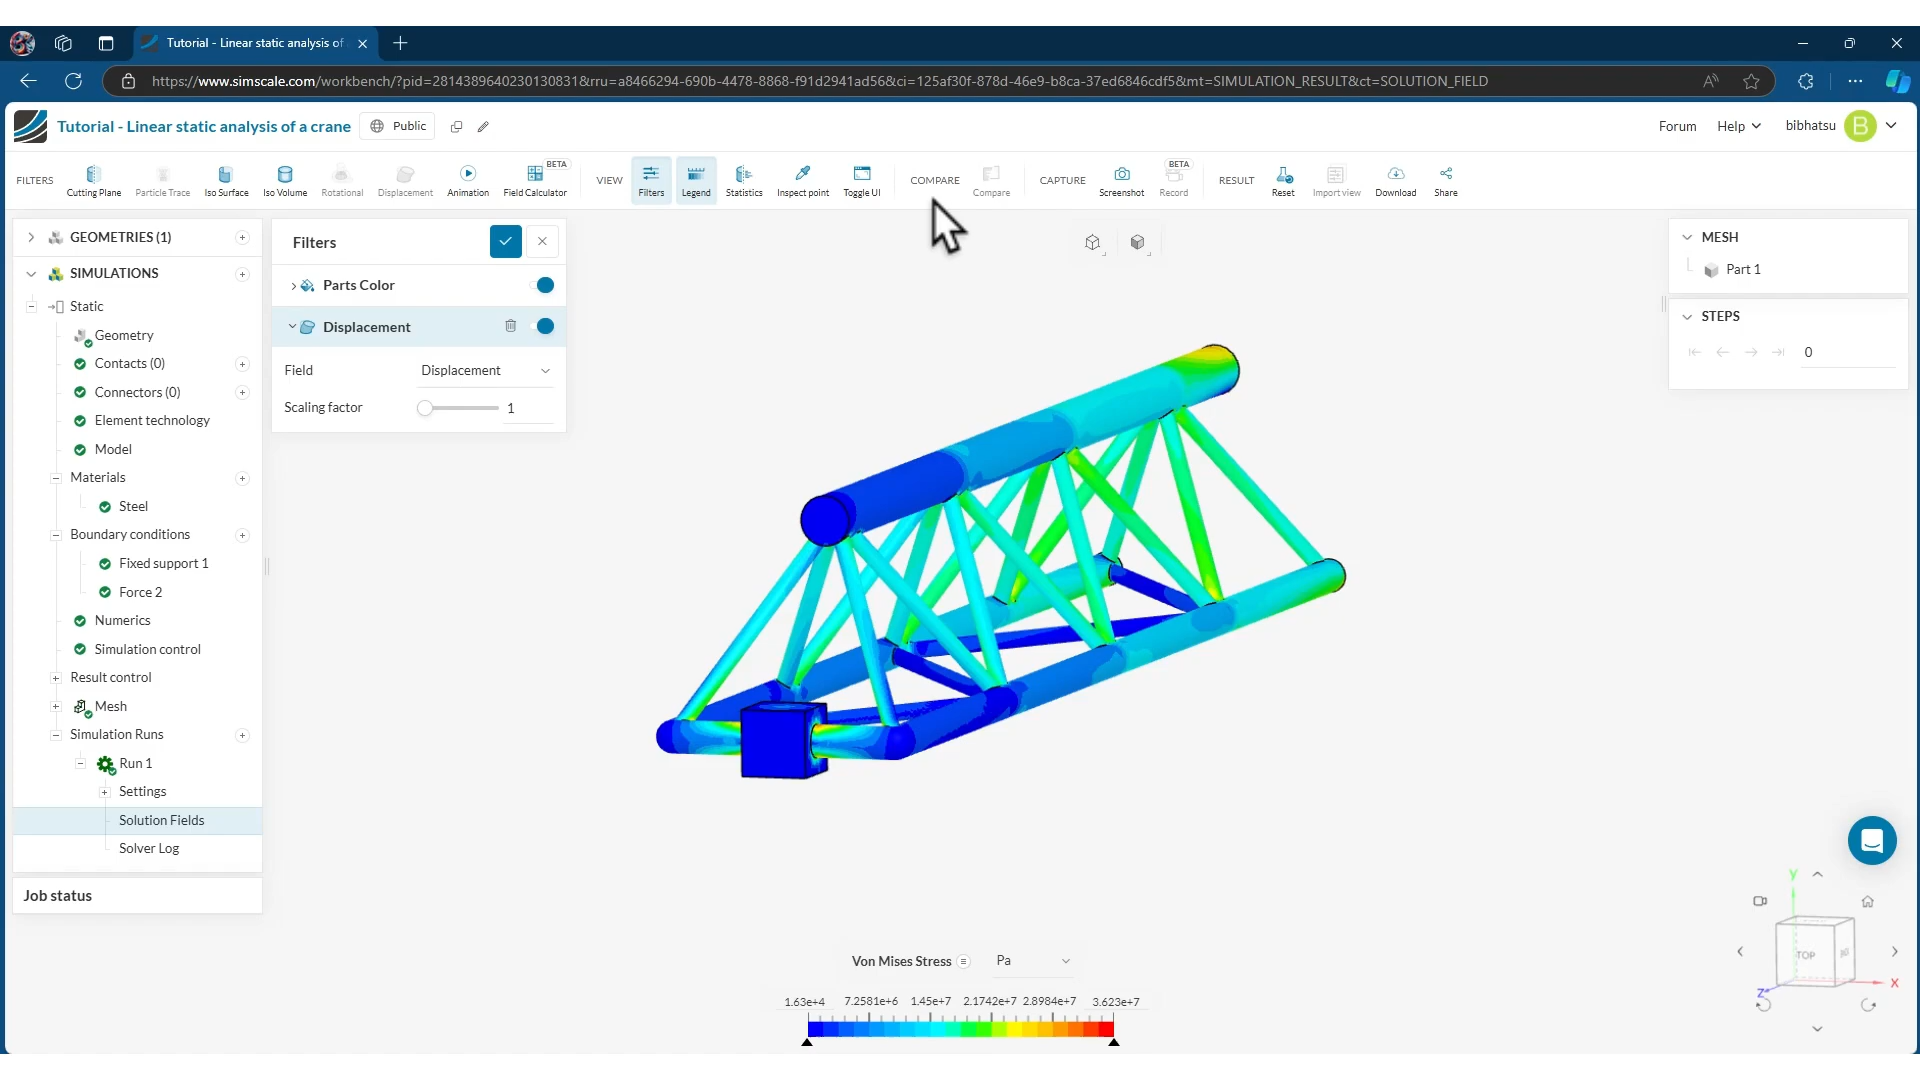 Tutorial - Linear static analysis of
https://www.simscale.com/workbench/?pid=2814389640230130831&rru=a8466294-690b-4478-8868-f91d2941ad56&ci=125af30f-878d-46e9-b8ca-37ed6846cdf5&mt=SIMULATION_RESULT&ct=SOLUTION_FIELD
Tutorial - Linear static analysis of a crane
Public
Forum
Help
bibhatsu
B
FILTERS
Cutting Plane
Particle Trace
Iso Surface
Iso Volume
Rotational
Displacement
Animation
BETA
Field Calculator
VIEW
Filters
Legend
Statistics
Inspect point
Toggle UI
COMPARE
Compare
CAPTURE
Screenshot
BETA
Record
RESULT
Reset
Import view
Download
Share
GEOMETRIES (1)
SIMULATIONS
Static
Geometry
Contacts (0)
Connectors (0)
Element technology
Model
Materials
Steel
Boundary conditions
Fixed support 1
Force 2
Numerics
Simulation control
Result control
Mesh
Simulation Runs
Run 1
Settings
Solution Fields
Solver Log
Job status
Filters
Parts Color
Displacement
Field
Displacement
Scaling factor
1
MESH
Part 1
STEPS
0
Von Mises Stress
Pa
1.63e+4
7.2581e+6
1.45e+7
2.1742e+7
2.8984e+7
3.623e+7
Y
TOP
X
Z